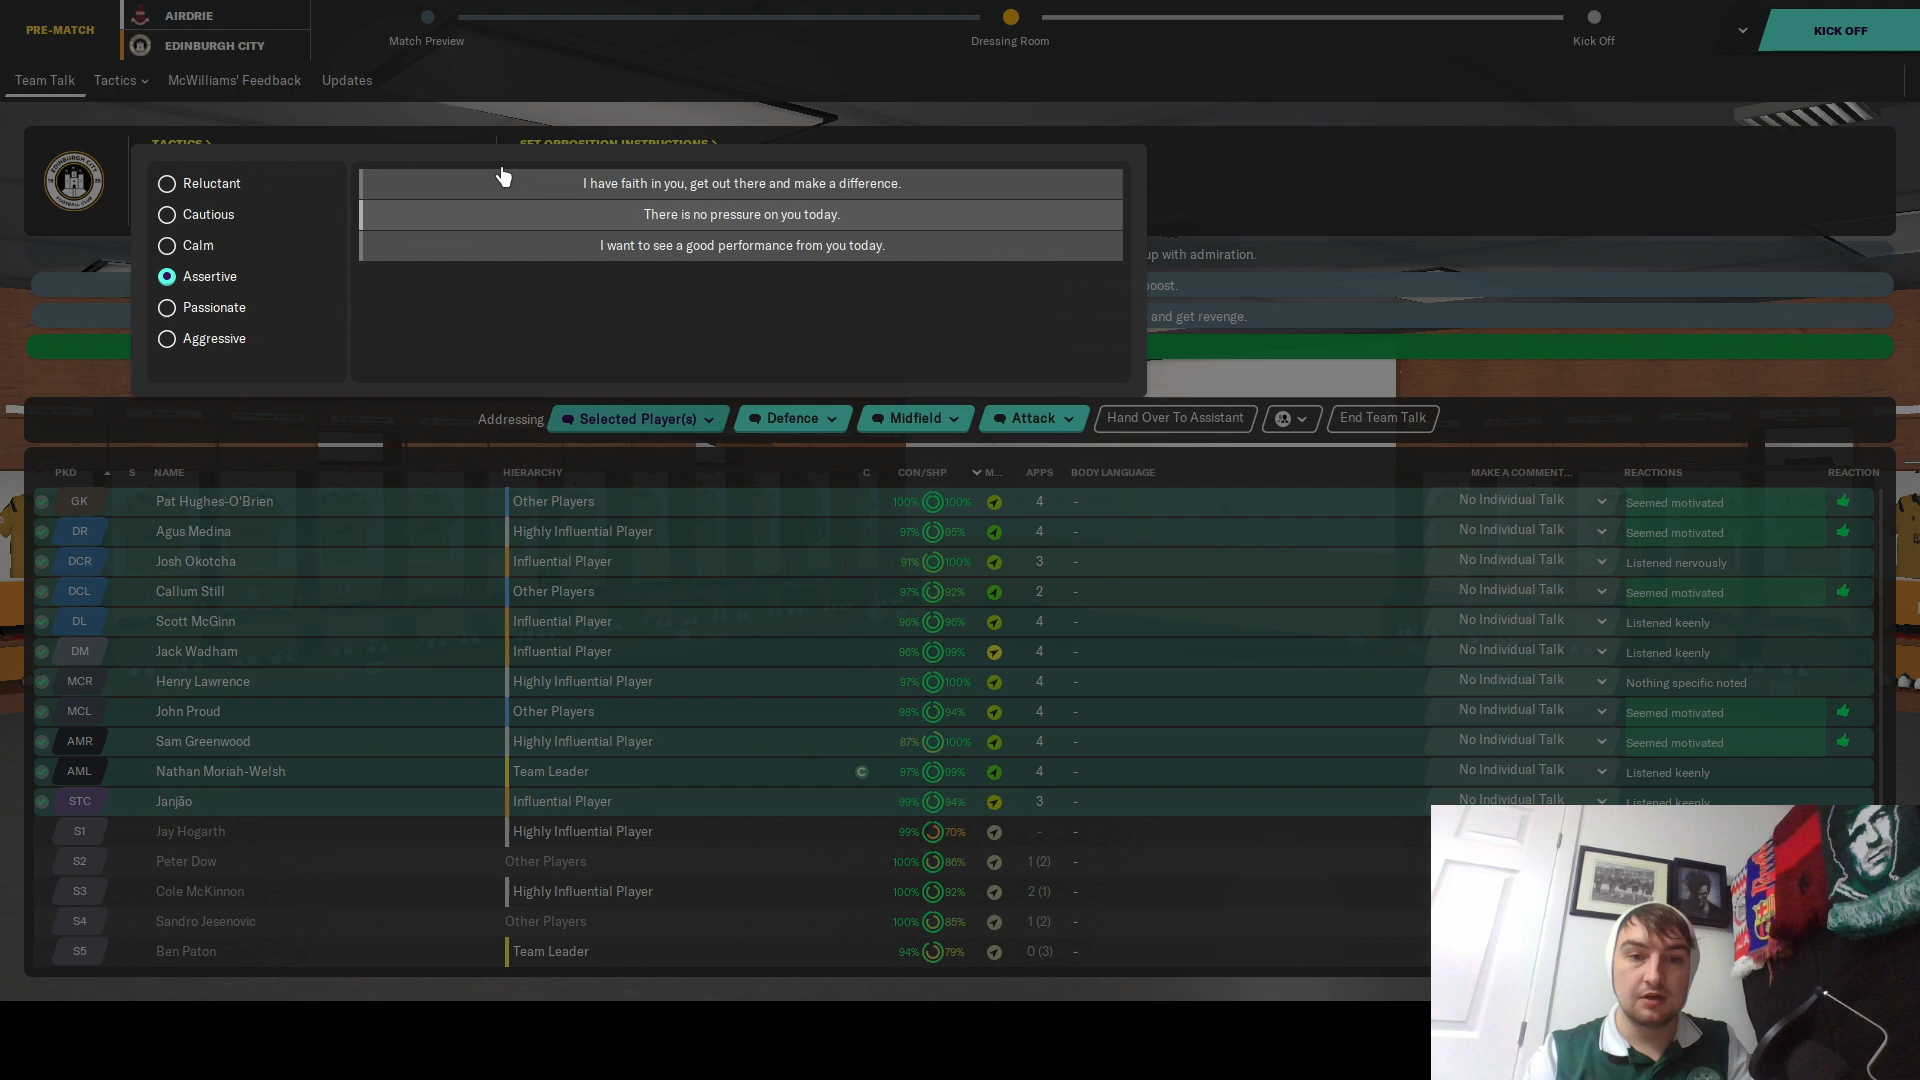 PRE-MATCH
AIRDRIE
EDINBURGH CITY
Match Preview
Dressing Room
Kick Off
KICK OFF
Team Talk
Tactics
McWilliams' Feedback
Updates
TACTICS >
SET OPPOSITION INSTRUCTIONS >
Reluctant
Cautious
Calm
Assertive
Passionate
Aggressive
I have faith in you, get out there and make a difference.
There is no pressure on you today.
I want to see a good performance from you today.
up with admiration.
boost.
and get revenge.
Addressing
Selected Player(s)
Defence
Midfield
Attack
Hand Over To Assistant
End Team Talk
PKD S NAME HIERARCHY C CON/SHP M... APPS BODY LANGUAGE MAKE A COMMENT... REACTIONS REACTION
GK Pat Hughes-O'Brien Other Players 100% 100% 4 - No Individual Talk Seemed motivated
DR Agus Medina Highly Influential Player 97% 95% 4 - No Individual Talk Seemed motivated
DCR Josh Okotcha Influential Player 91% 100% 3 - No Individual Talk Listened nervously
DCL Callum Still Other Players 97% 92% 2 - No Individual Talk Seemed motivated
DL Scott McGinn Influential Player 96% 96% 4 - No Individual Talk Listened keenly
DM Jack Wadham Influential Player 96% 99% 4 - No Individual Talk Listened keenly
MCR Henry Lawrence Highly Influential Player 97% 100% 4 - No Individual Talk Nothing specific noted
MCL John Proud Other Players 98% 94% 4 - No Individual Talk Seemed motivated
AMR Sam Greenwood Highly Influential Player 87% 100% 4 - No Individual Talk Seemed motivated
AML Nathan Moriah-Welsh Team Leader C 97% 99% 4 - No Individual Talk Listened keenly
STC Janjão Influential Player 99% 94% 3 - No Individual Talk Listened keenly
S1 Jay Hogarth Highly Influential Player 99% 70% - -
S2 Peter Dow Other Players 100% 86% 1 (2) -
S3 Cole McKinnon Highly Influential Player 100% 92% 2 (1) -
S4 Sandro Jesenovic Other Players 100% 85% 1 (2) -
S5 Ben Paton Team Leader 94% 79% 0 (3) -